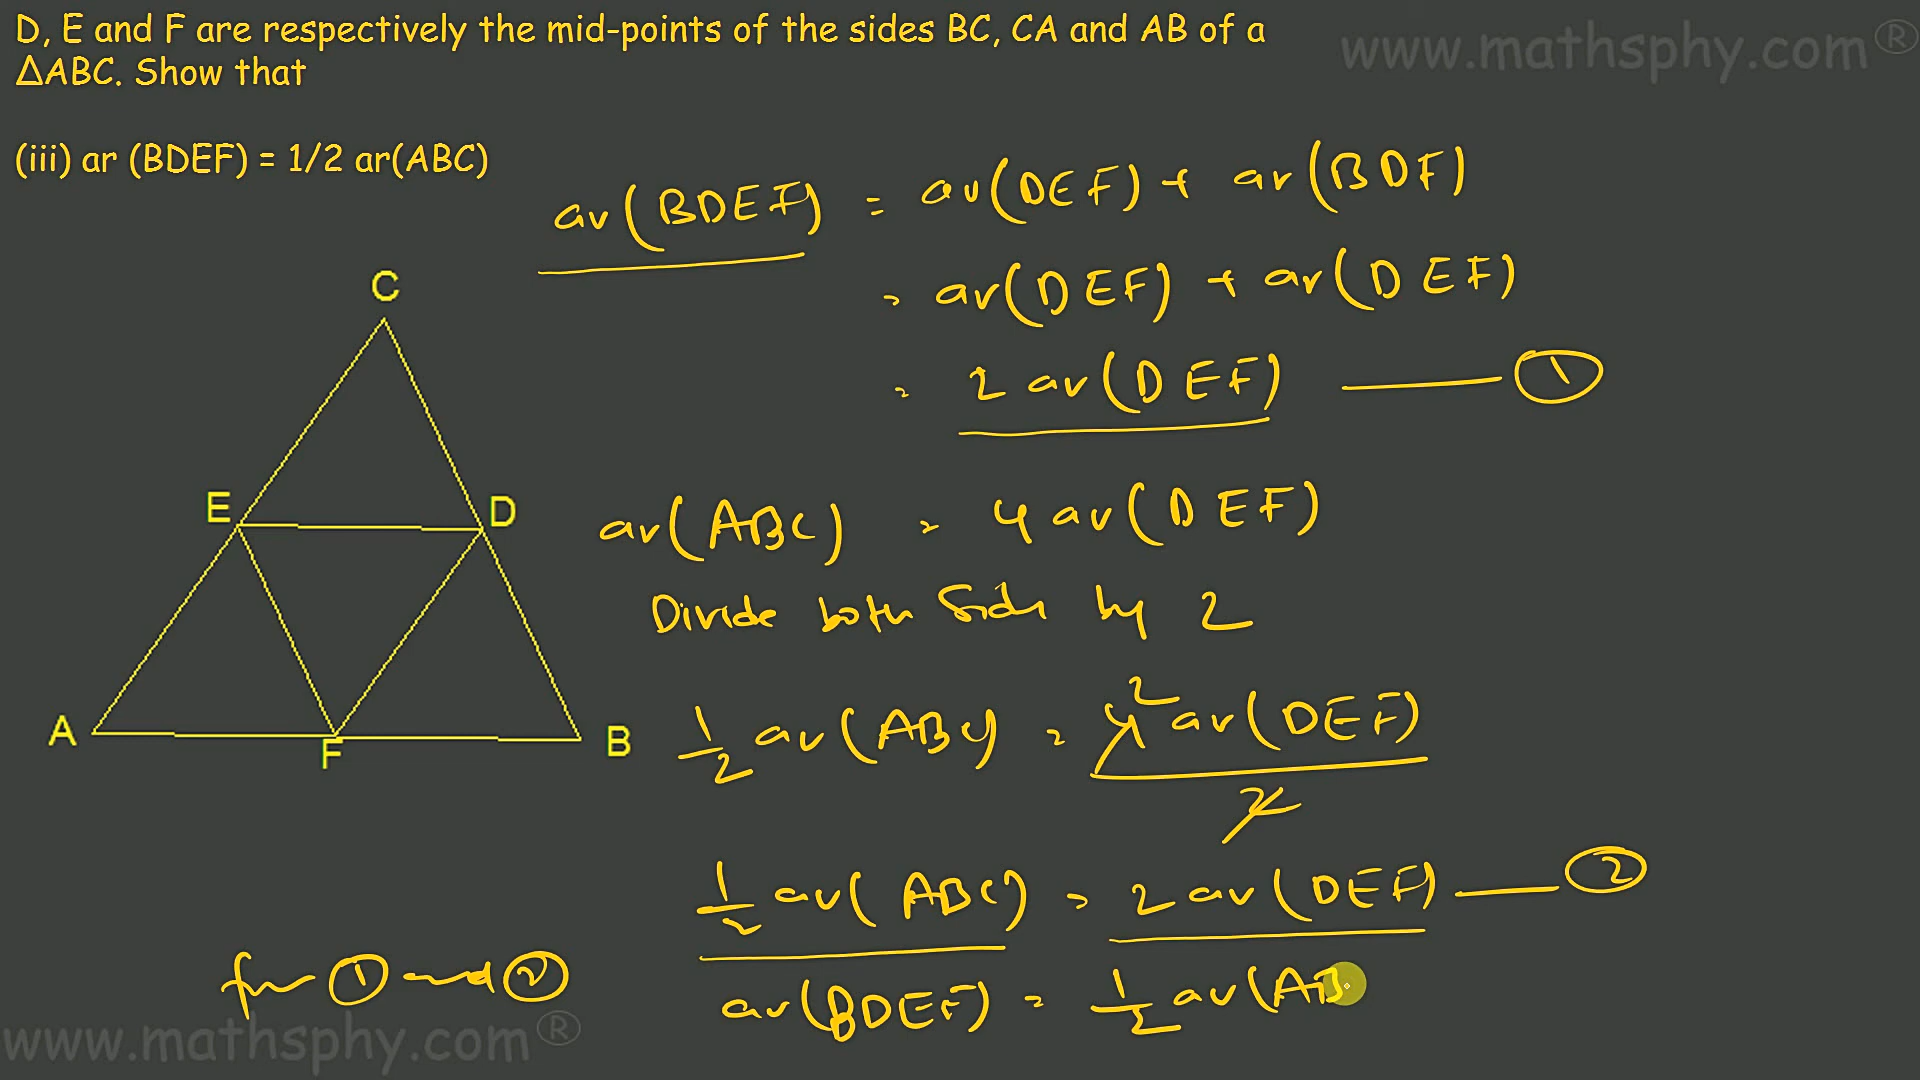 D, E and F are respectively the mid-points of the sides BC, CA and AB of a
ΔABC. Show that
www.mathsphy.com®
(iii) ar (BDEF) = 1/2 ar(ABC)
ar(BDEF) = ar(DEF) + ar(BDF)
= ar(DEF) + ar(DEF)
= 2 ar(DEF) —— ①
C
E
D
A
F
B
ar(ABC) = 4 ar(DEF)
Divide both side by 2
1/2 ar(ABC) = 4 2 ar(DEF) / 2
1/2 ar(ABC) = 2 ar(DEF) —— ②
from ① and ②
ar(BDEF) = 1/2 ar(AB
www.mathsphy.com®